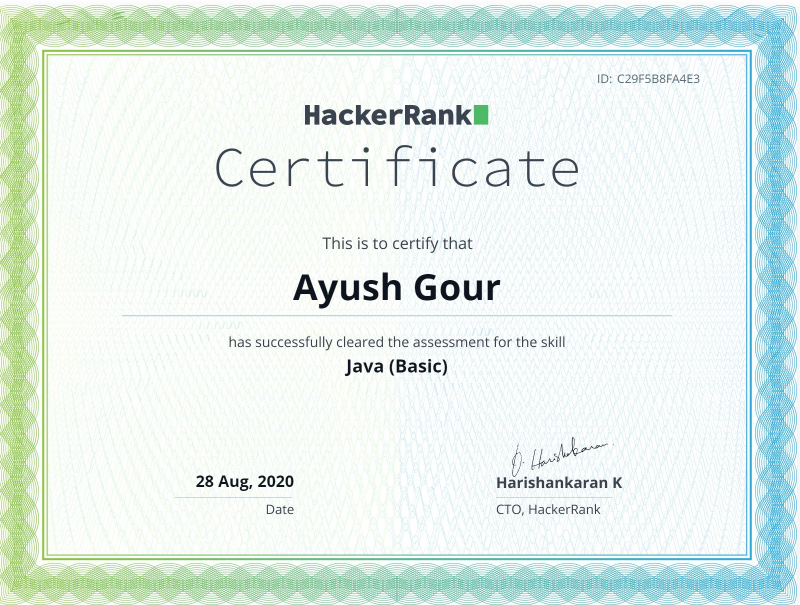 ID: C29F5B8FA4E3
HackerRank
Certificate
This is to certify that
Ayush Gour
has successfully cleared the assessment for the skill
Java (Basic)
28 Aug, 2020
Date
D. Harishankaran
Harishankaran K
CTO, HackerRank